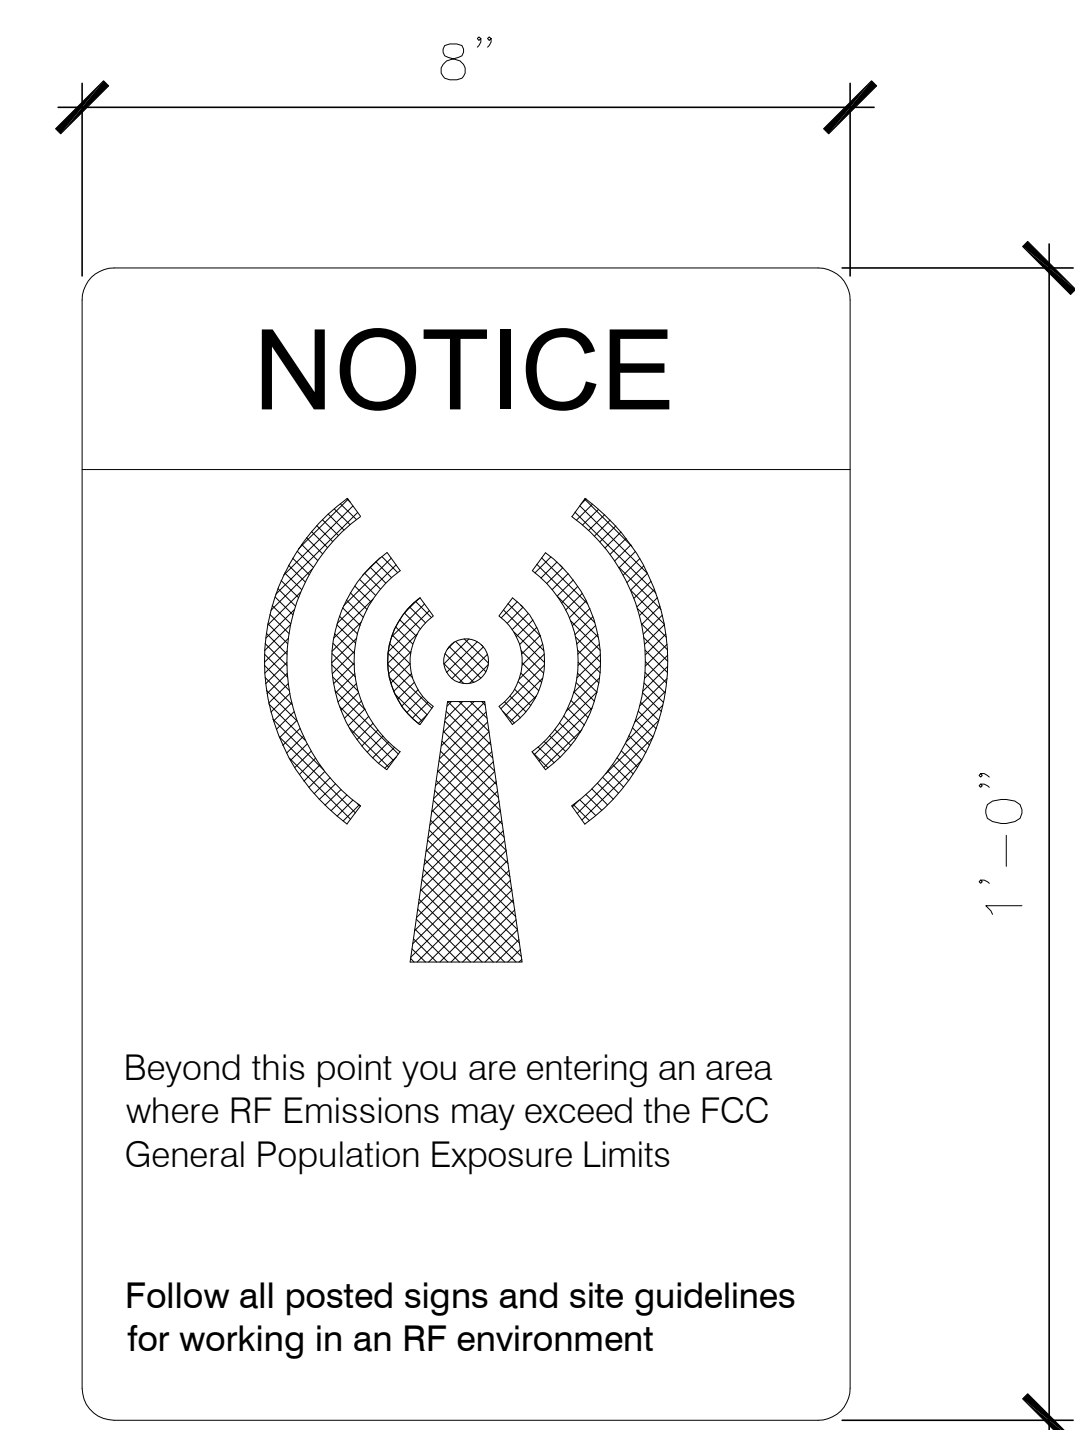 8"
NOTICE
1'-0"
Beyond this point you are entering an area
where RF Emissions may exceed the FCC
General Population Exposure Limits
Follow all posted signs and site guidelines
for working in an RF environment